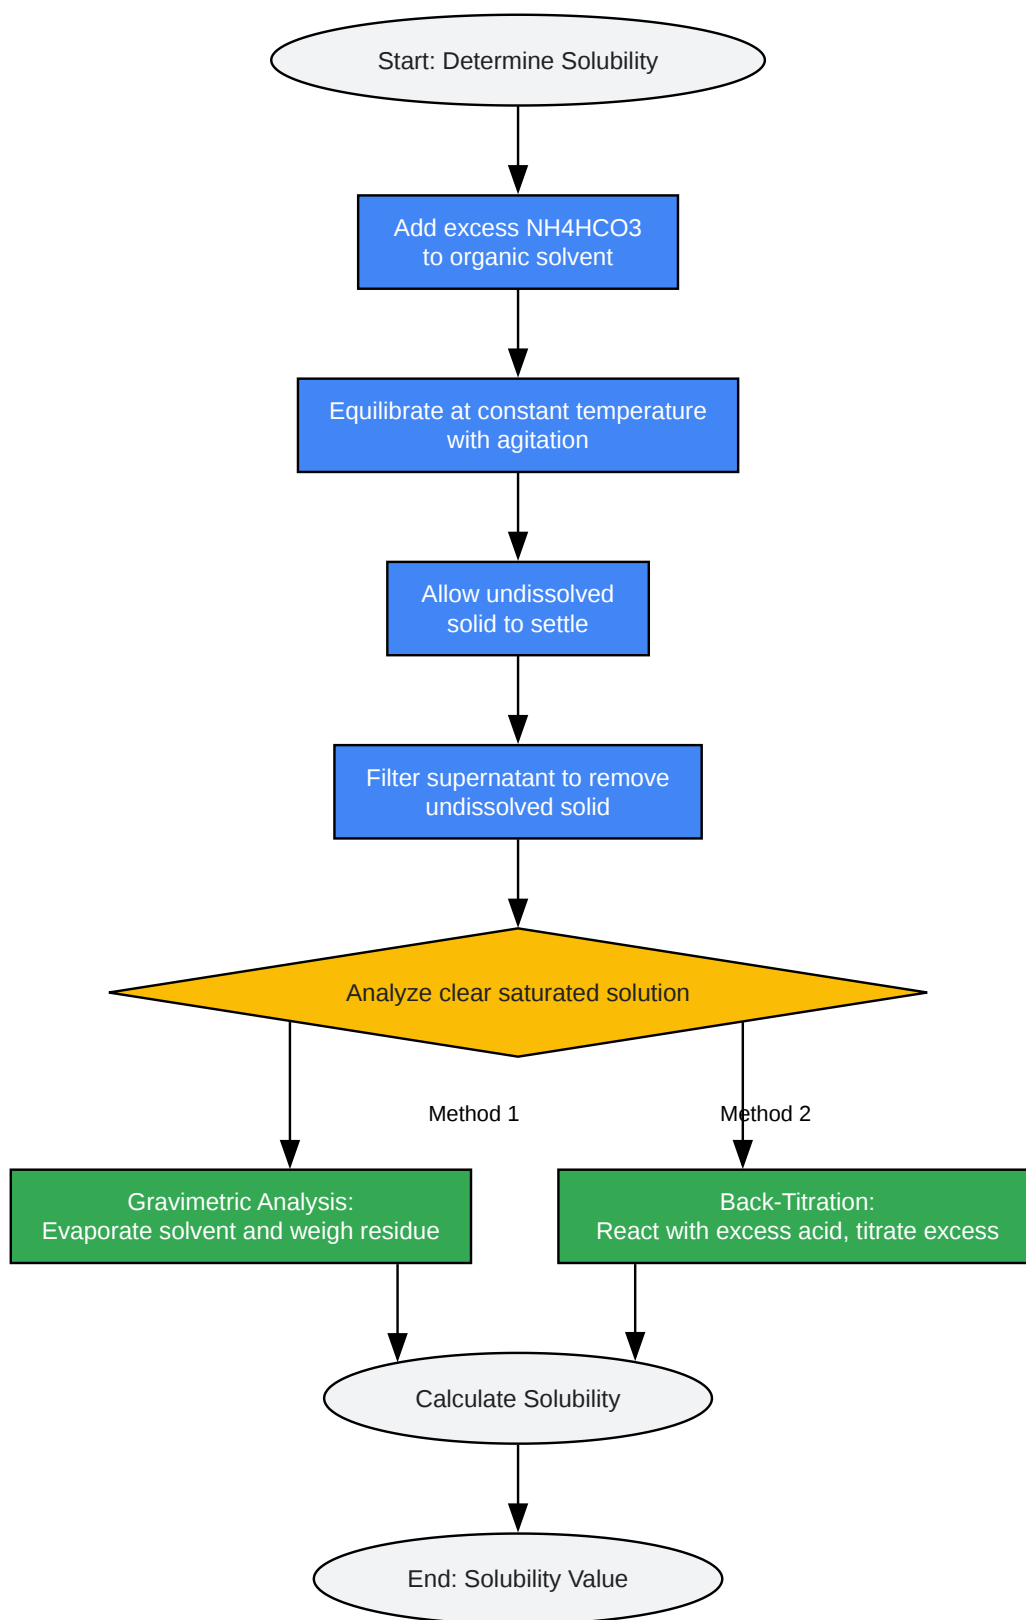 Start: Determine Solubility
Add excess NH4HCO3
to organic solvent
Equilibrate at constant temperature
with agitation
Allow undissolved
solid to settle
Filter supernatant to remove
undissolved solid
Analyze clear saturated solution
Method 1
Method 2
Gravimetric Analysis:
Evaporate solvent and weigh residue
Back-Titration:
React with excess acid, titrate excess
Calculate Solubility
End: Solubility Value